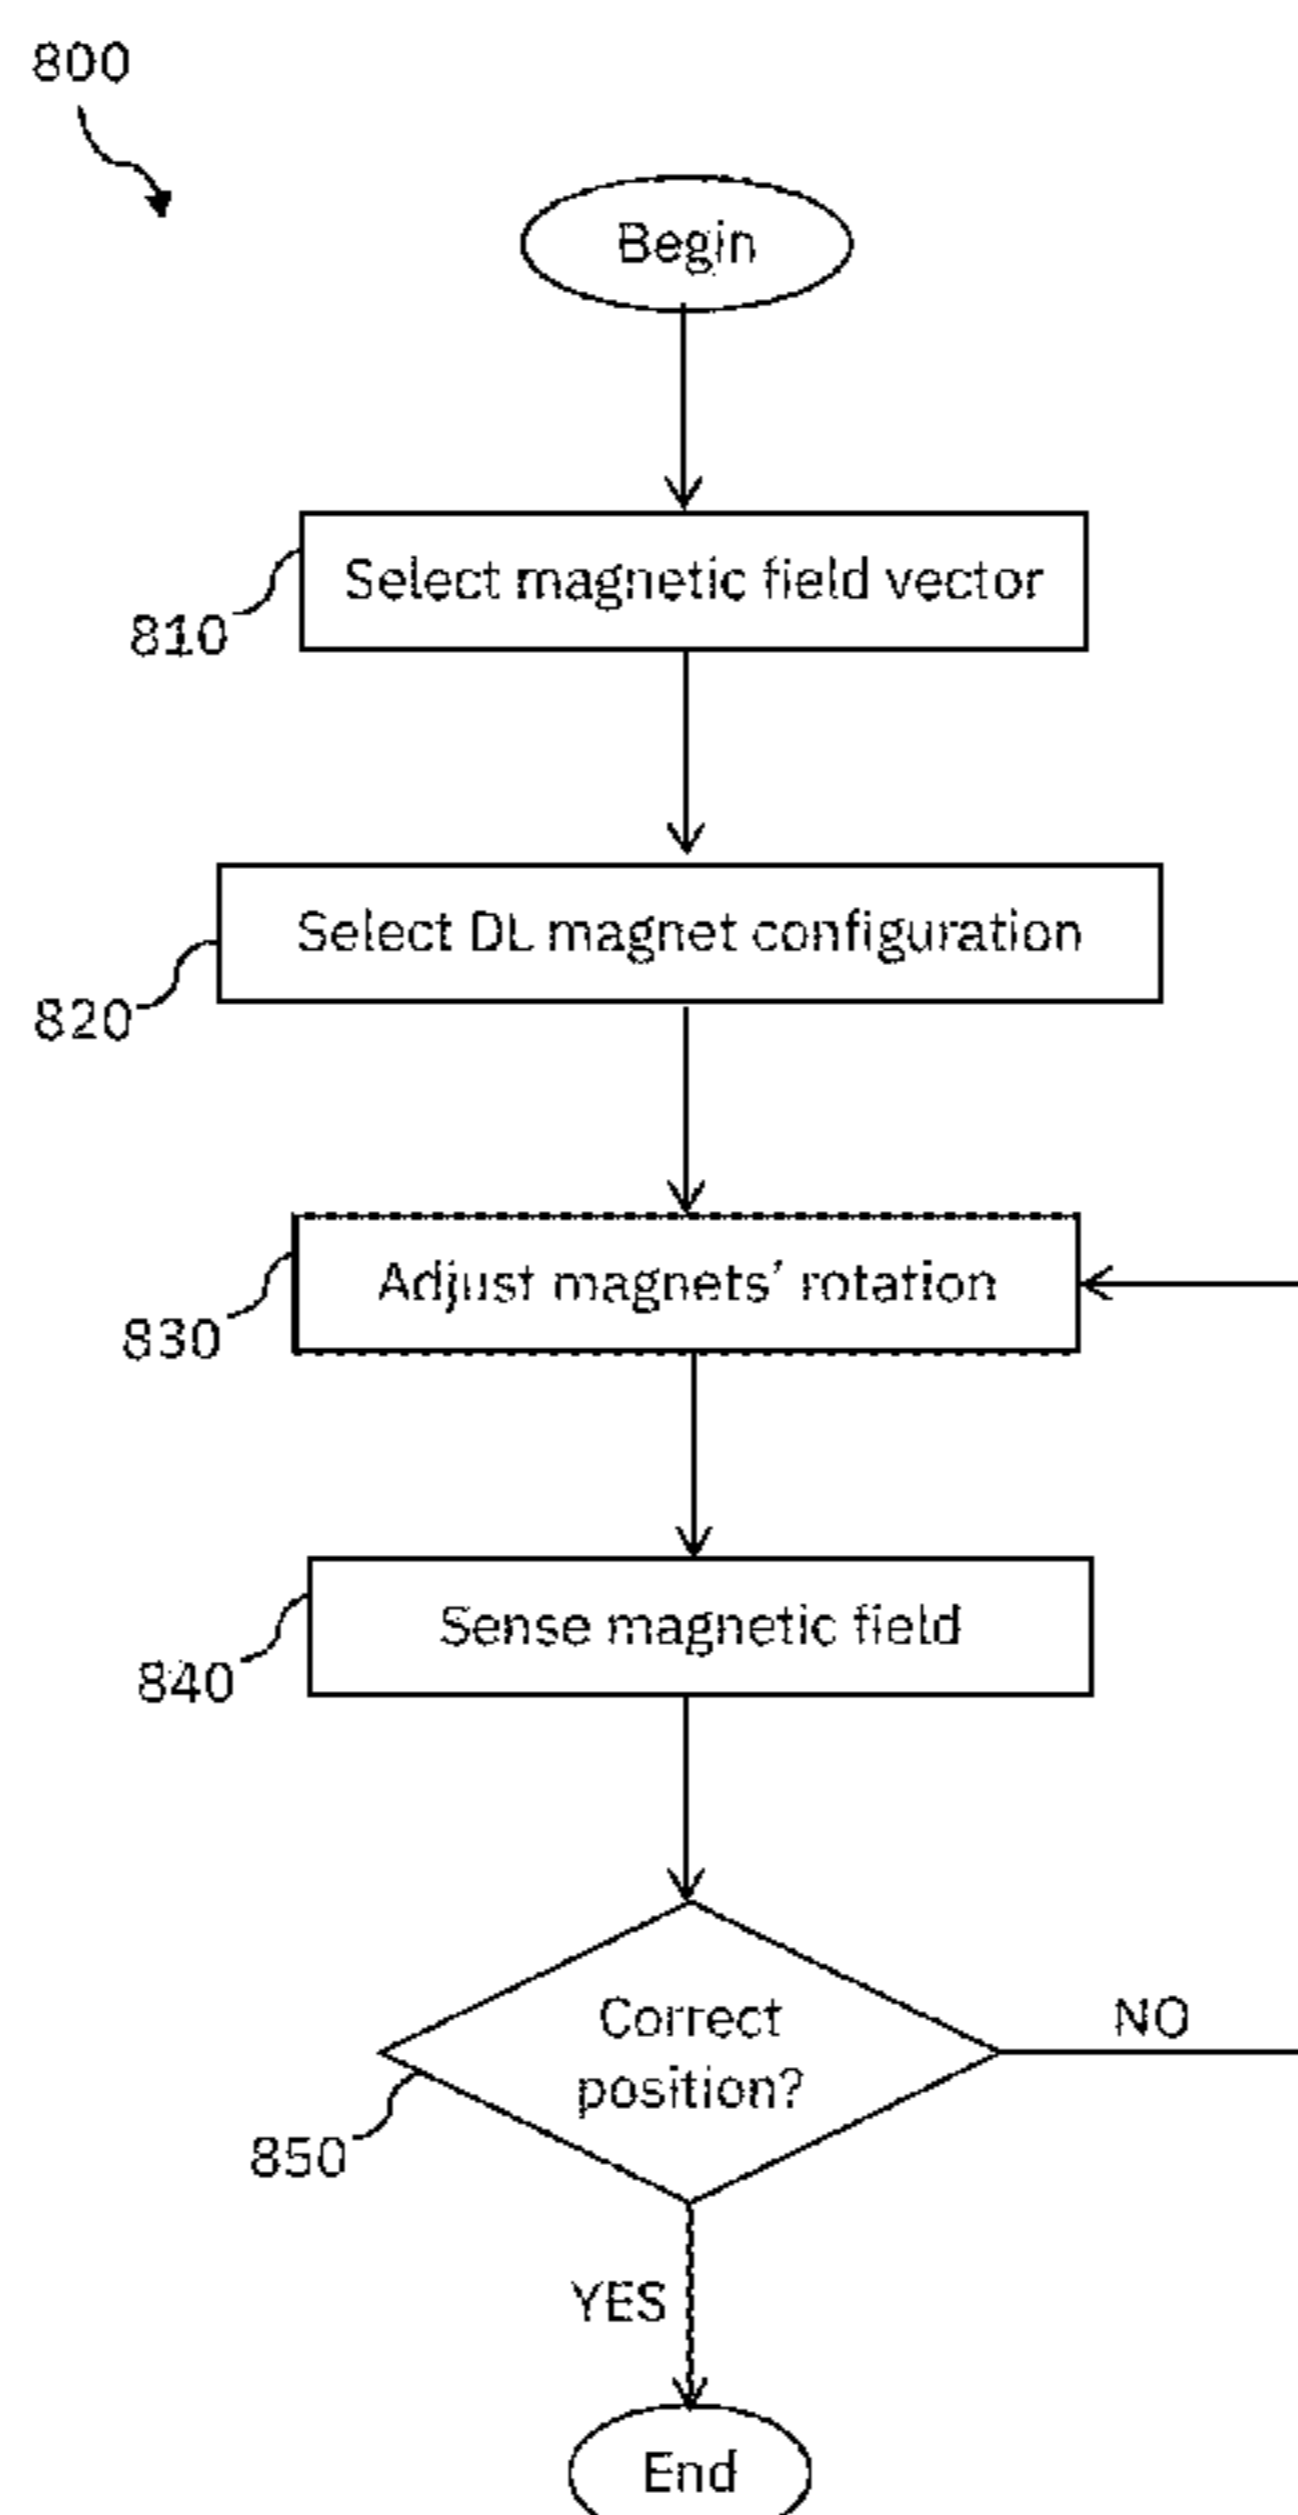 800
Begin
Select magnetic field vector
810
Select DL magnet configuration
820
Adjust magnets’ rotation
830
Sense magnetic field
840
Correct
position?
NO
850
YES
End